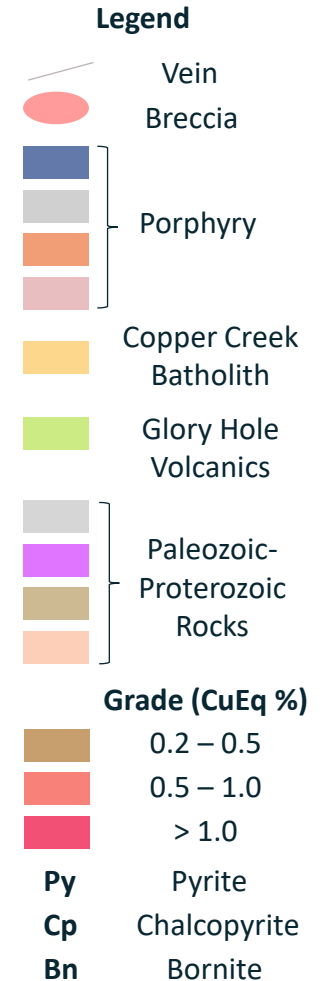 Legend
Vein
Breccia
Porphyry
Copper Creek
Batholith
Glory Hole
Volcanics
Paleozoic-
Proterozoic
Rocks
Grade (CuEq %)
0.2 – 0.5
0.5 – 1.0
> 1.0
Py Pyrite
Cp Chalcopyrite
Bn Bornite